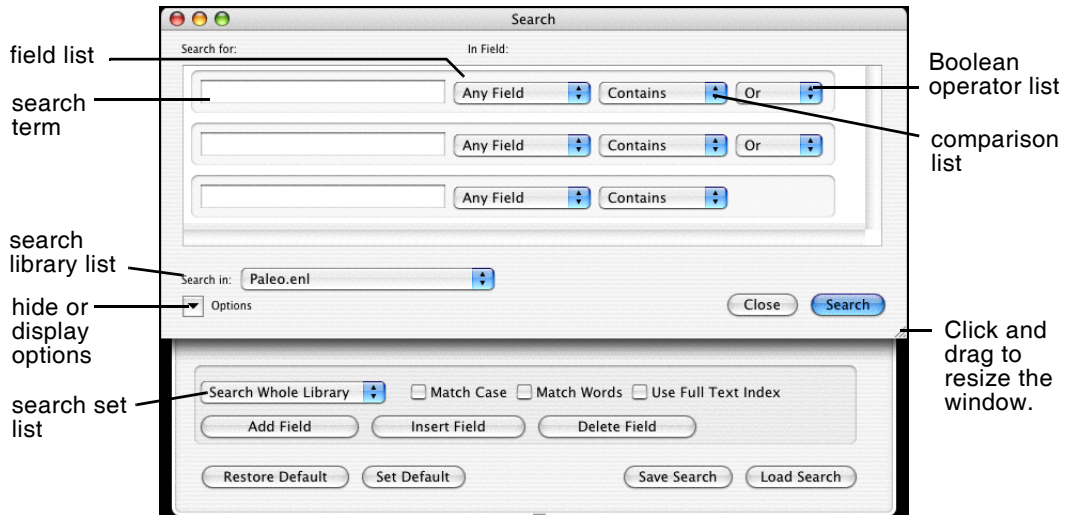 Search
Search for:
In Field:
field list
Boolean
operator list
Any Field
Contains
Or
search
term
comparison
list
Any Field
Contains
Or
Any Field
Contains
search
library list
Search in:
Paleo.enl
hide or
display
options
Options
Close
Search
Click and
drag to
resize the
window.
search set
list
Search Whole Library
Match Case
Match Words
Use Full Text Index
Add Field
Insert Field
Delete Field
Restore Default
Set Default
Save Search
Load Search